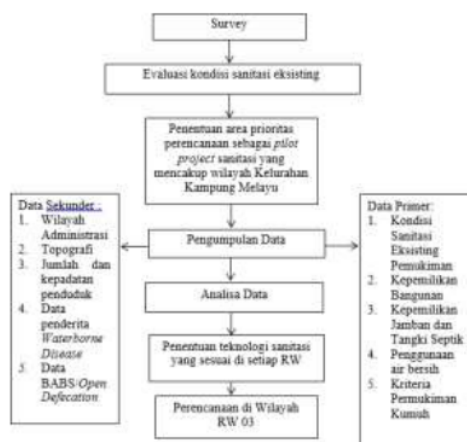 Survey
Evaluasi kondisi sanitasi eksisting
Penentuan area prioritas
perencanaan sebagai pilot
project sanitasi yang
mencakup wilayah Kelurahan
Kampung Melayu
Pengumpulan Data
Data Sekunder :
1. Wilayah
Administrasi
2. Topografi
3. Jumlah dan
kepadatan
penduduk
4. Data
penderita
Waterborne
Disease
5. Data
BABS/Open
Defecation
Data Primer:
1. Kondisi
Sanitasi
Eksisting
Pemukiman
2. Kepemilikan
Bangunan
3. Kepemilikan
Jamban dan
Tangki Septik
4. Penggunaan
air bersih
5. Kriteria
Permukiman
Kumuh
Analisa Data
Penentuan teknologi sanitasi
yang sesuai di setiap RW
Perencanaan di Wilayah
RW 03